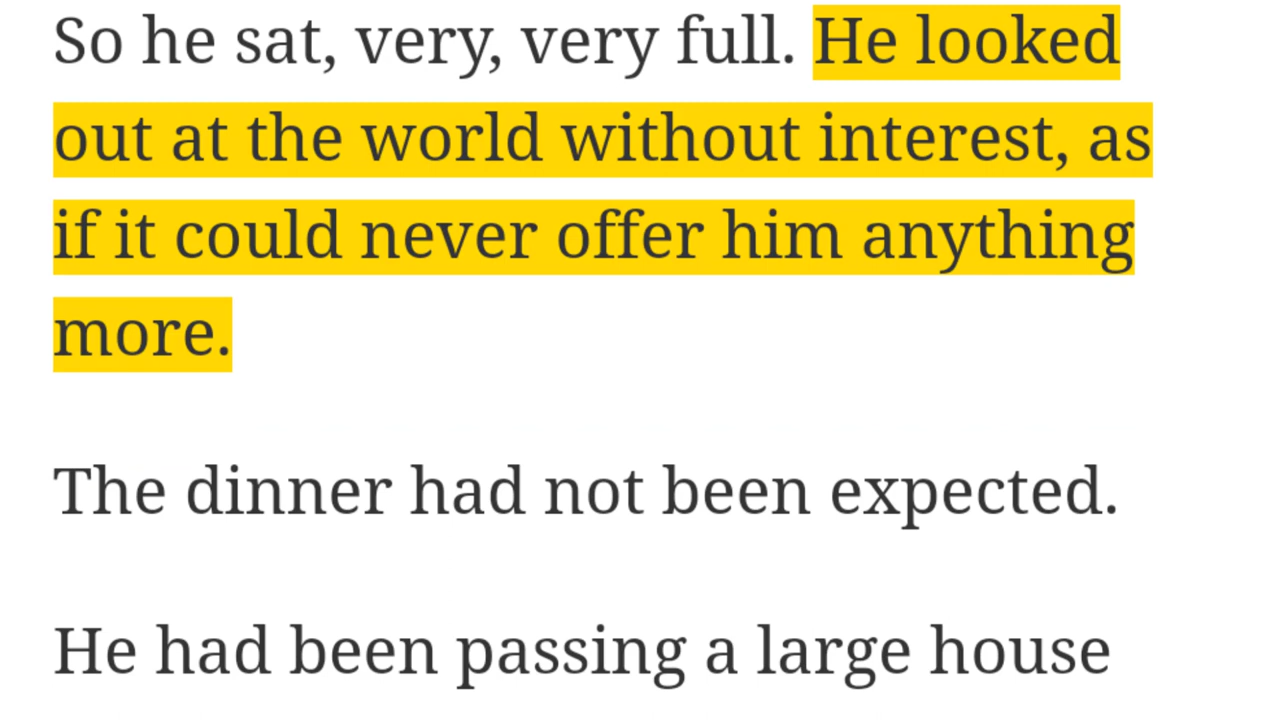 So he sat, very, very full. He looked
out at the world without interest, as
if it could never offer him anything
more.
The dinner had not been expected.
He had been passing a large house